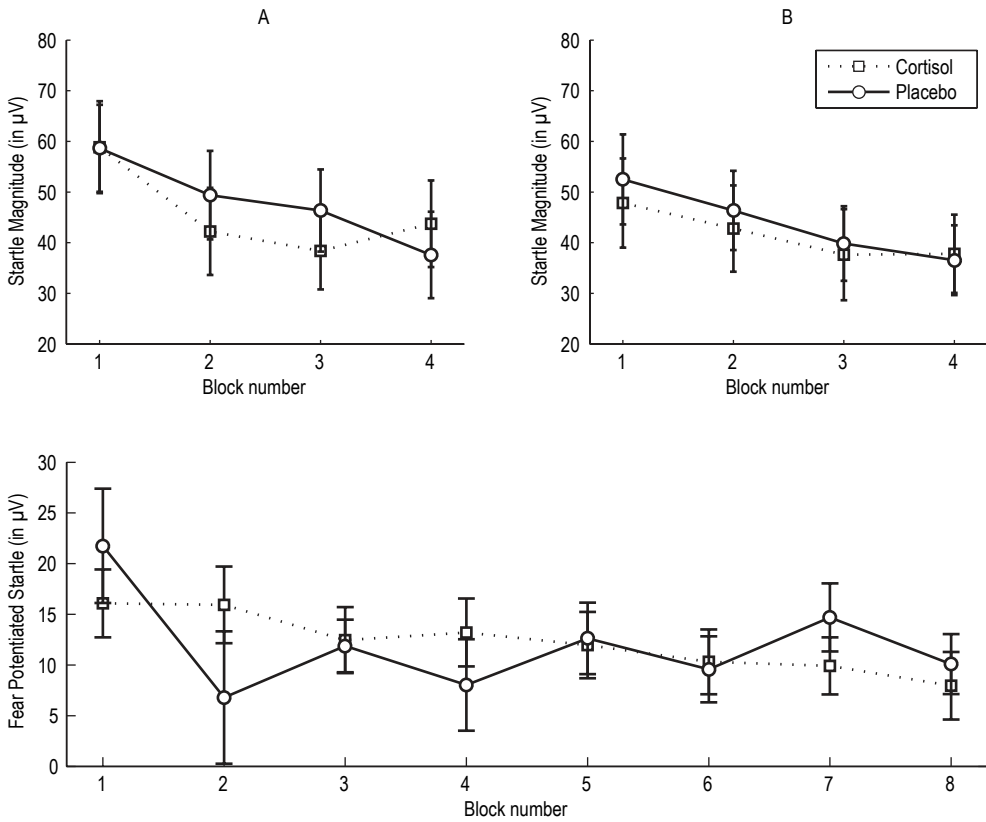 A
80
70
60
50
40
30
20
Startle Magnitude (in µV)
1 2 3 4
Block number
B
80
70
60
50
40
30
20
Startle Magnitude (in µV)
1 2 3 4
Block number
Cortisol
Placebo
30
25
20
15
10
5
0
Fear Potentiated Startle (in µV)
1 2 3 4 5 6 7 8
Block number